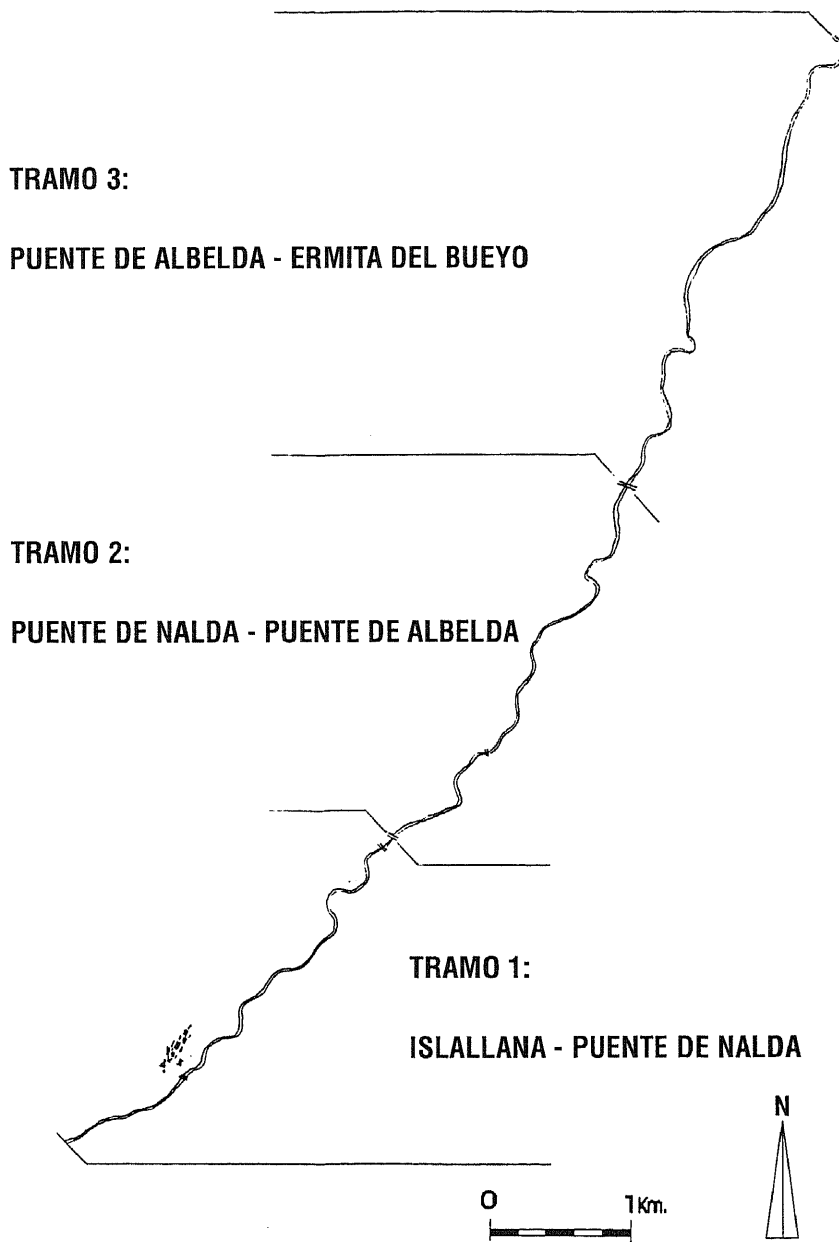 TRAMO 3:
PUENTE DE ALBELDA - ERMITA DEL BUEYO
TRAMO 2:
PUENTE DE NALDA - PUENTE DE ALBELDA
TRAMO 1:
ISLALLANA - PUENTE DE NALDA
N
0 1 Km.